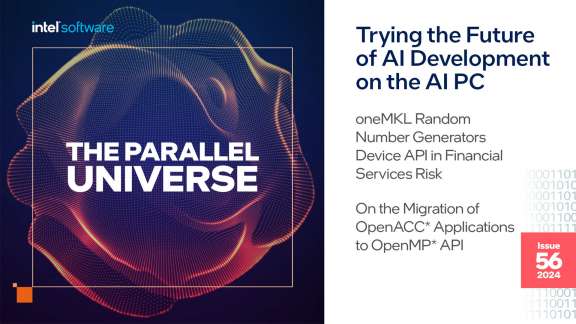 intel software
THE PARALLEL
UNIVERSE
Trying the Future
of AI Development
on the AI PC
oneMKL Random
Number Generators
Device API in Financial
Services Risk
On the Migration of
OpenACC* Applications
to OpenMP* API
Issue
56
2024